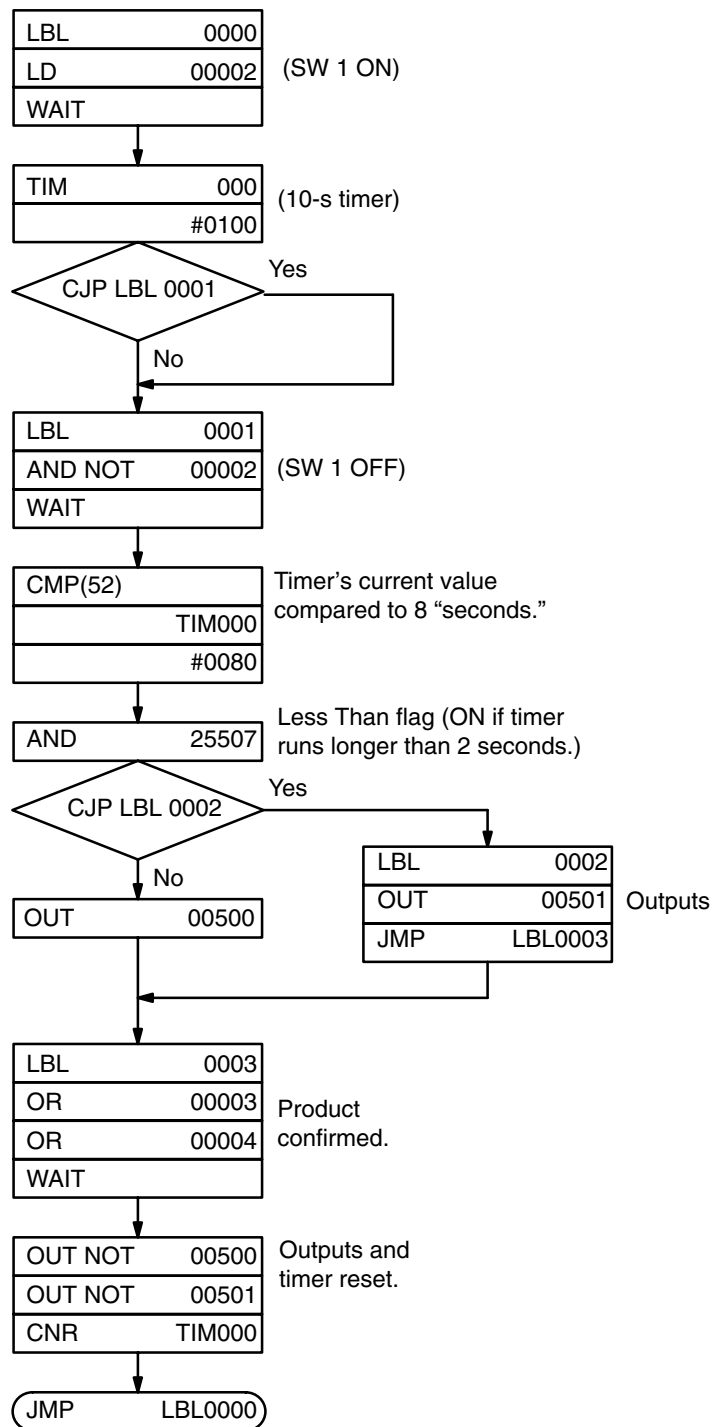 LBL 0000
LD 00002
(SW 1 ON)
WAIT
TIM 000
(10-s timer)
#0100
CJP LBL 0001
Yes
No
LBL 0001
AND NOT 00002
(SW 1 OFF)
WAIT
CMP(52)
TIM000
#0080
Timer’s current value
compared to 8 “seconds.”
AND 25507
Less Than flag (ON if timer
runs longer than 2 seconds.)
CJP LBL 0002
Yes
No
LBL 0002
OUT 00501
JMP LBL0003
Outputs
OUT 00500
LBL 0003
OR 00003
OR 00004
WAIT
Product
confirmed.
OUT NOT 00500
OUT NOT 00501
CNR TIM000
Outputs and
timer reset.
JMP LBL0000